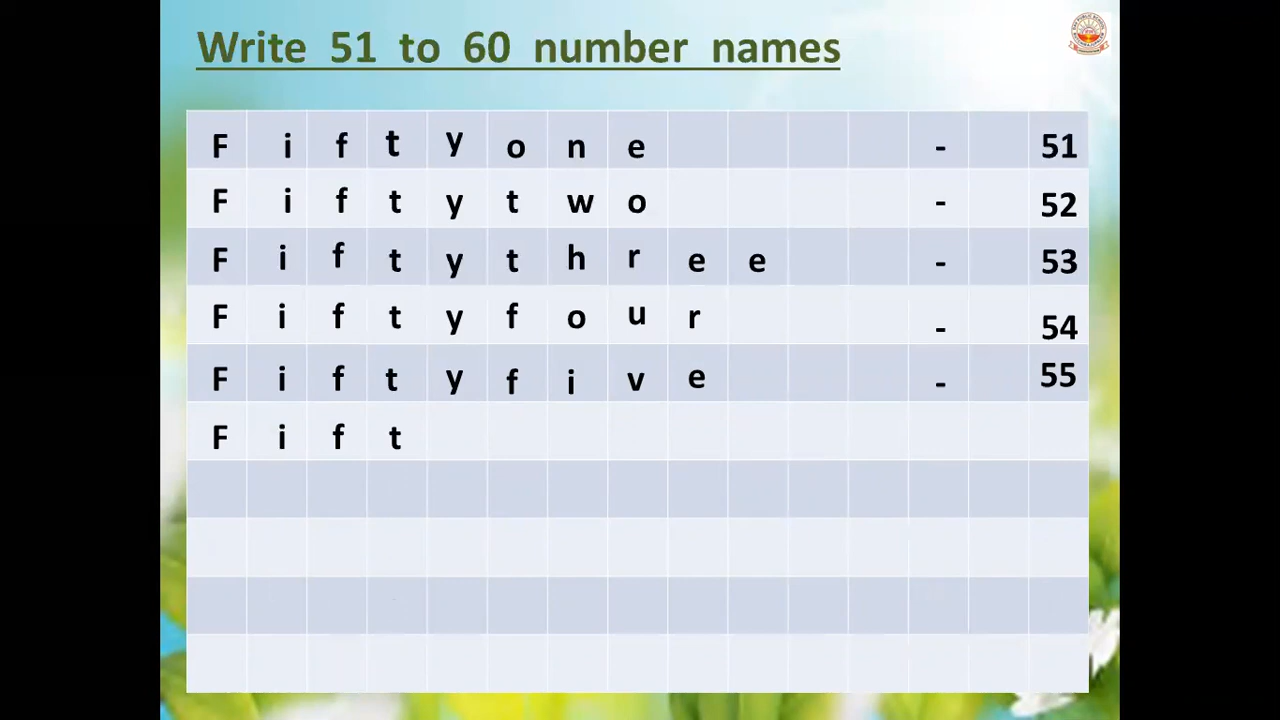 Write 51 to 60 number names
F i f t y o n e - 51
F i f t y t w o - 52
F i f t y t h r e e - 53
F i f t y f o u r - 54
F i f t y f i v e - 55
F i f t